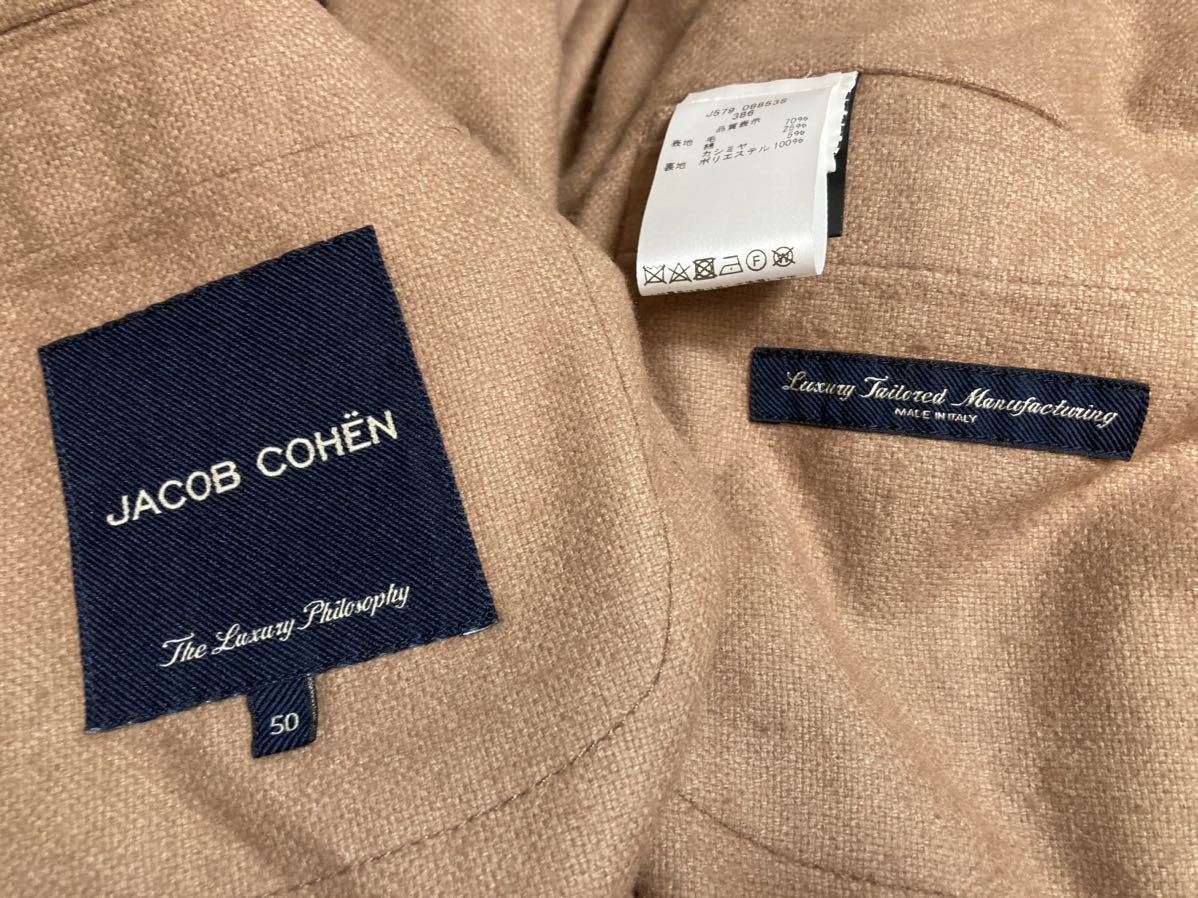 JACOB COHËN
The Luxury Philosophy
50
J579 08853S
386
品質表示
表地 毛 70%
綿 25%
カシミヤ 5%
裏地 ポリエステル 100%
F
W
Luxury Tailored Manufacturing
MADE IN ITALY